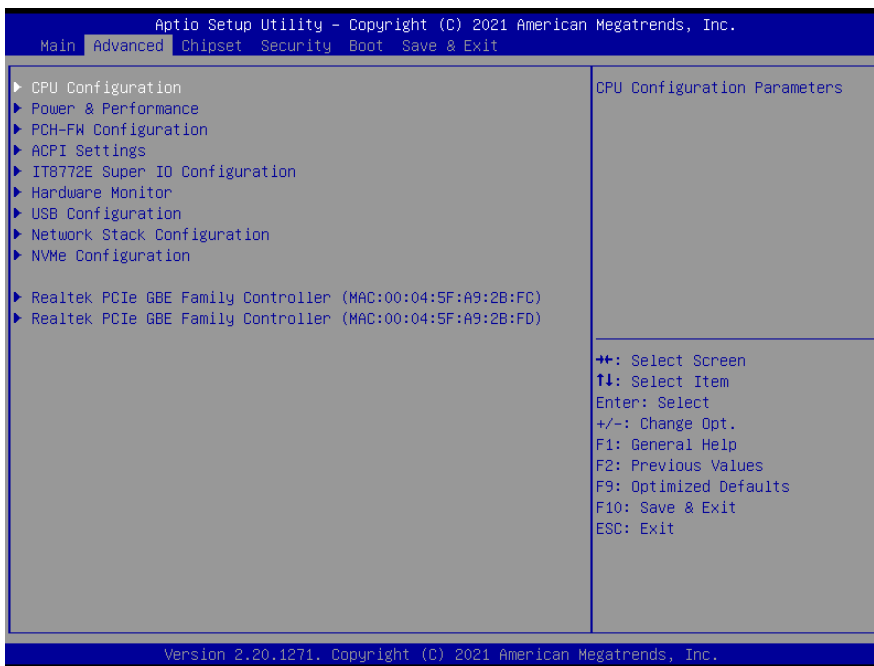 Aptio Setup Utility – Copyright (C) 2021 American Megatrends, Inc.
Main Advanced Chipset Security Boot Save & Exit
CPU Configuration
Power & Performance
PCH-FW Configuration
ACPI Settings
IT8772E Super IO Configuration
Hardware Monitor
USB Configuration
Network Stack Configuration
NVMe Configuration
Realtek PCIe GBE Family Controller (MAC:00:04:5F:A9:2B:FC)
Realtek PCIe GBE Family Controller (MAC:00:04:5F:A9:2B:FD)
CPU Configuration Parameters
→←: Select Screen
↑↓: Select Item
Enter: Select
+/-: Change Opt.
F1: General Help
F2: Previous Values
F9: Optimized Defaults
F10: Save & Exit
ESC: Exit
Version 2.20.1271. Copyright (C) 2021 American Megatrends, Inc.